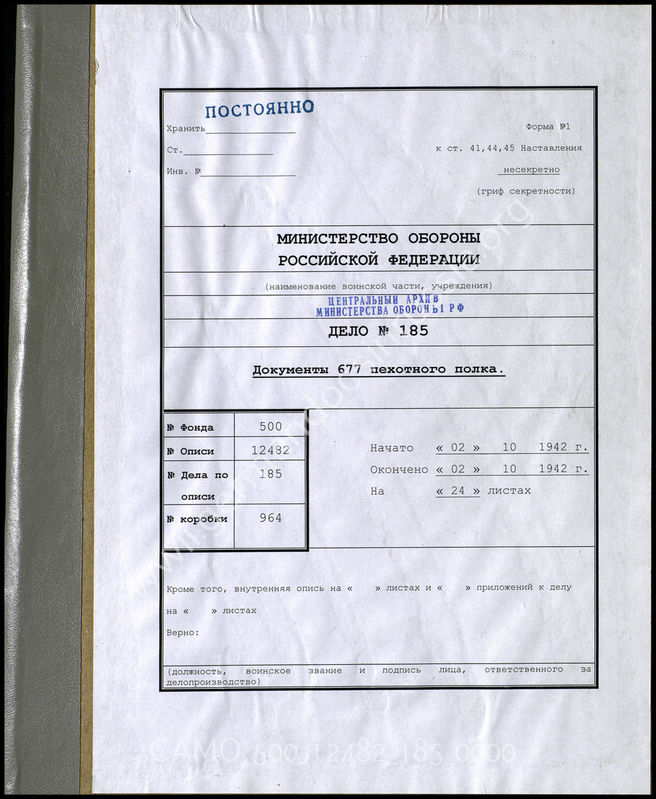 ПОСТОЯННО
Хранить
Форма №1
Ст.
к ст. 41,44,45 Наставления
Инв. №
несекретно
(гриф секретности)
МИНИСТЕРСТВО ОБОРОНЫ
РОССИЙСКОЙ ФЕДЕРАЦИИ
(наименование воинской части, учреждения)
ЦЕНТРАЛЬНЫЙ АРХИВ
МИНИСТЕРСТВА ОБОРОНЫ РФ
ДЕЛО № 185
Документы 677 пехотного полка.
№ Фонда 500
№ Описи 12482
№ Дела по 185
описи
№ коробки 964
Начато « 02 » 10 1942 г.
Окончено « 02 » 10 1942 г.
На « 24 » листах
Кроме того, внутренняя опись на « » листах и « » приложений к делу
на « » листах
Верно:
(должность, воинское звание и подпись лица, ответственного за
делопроизводство)
CAMO_500_12482_185_0000